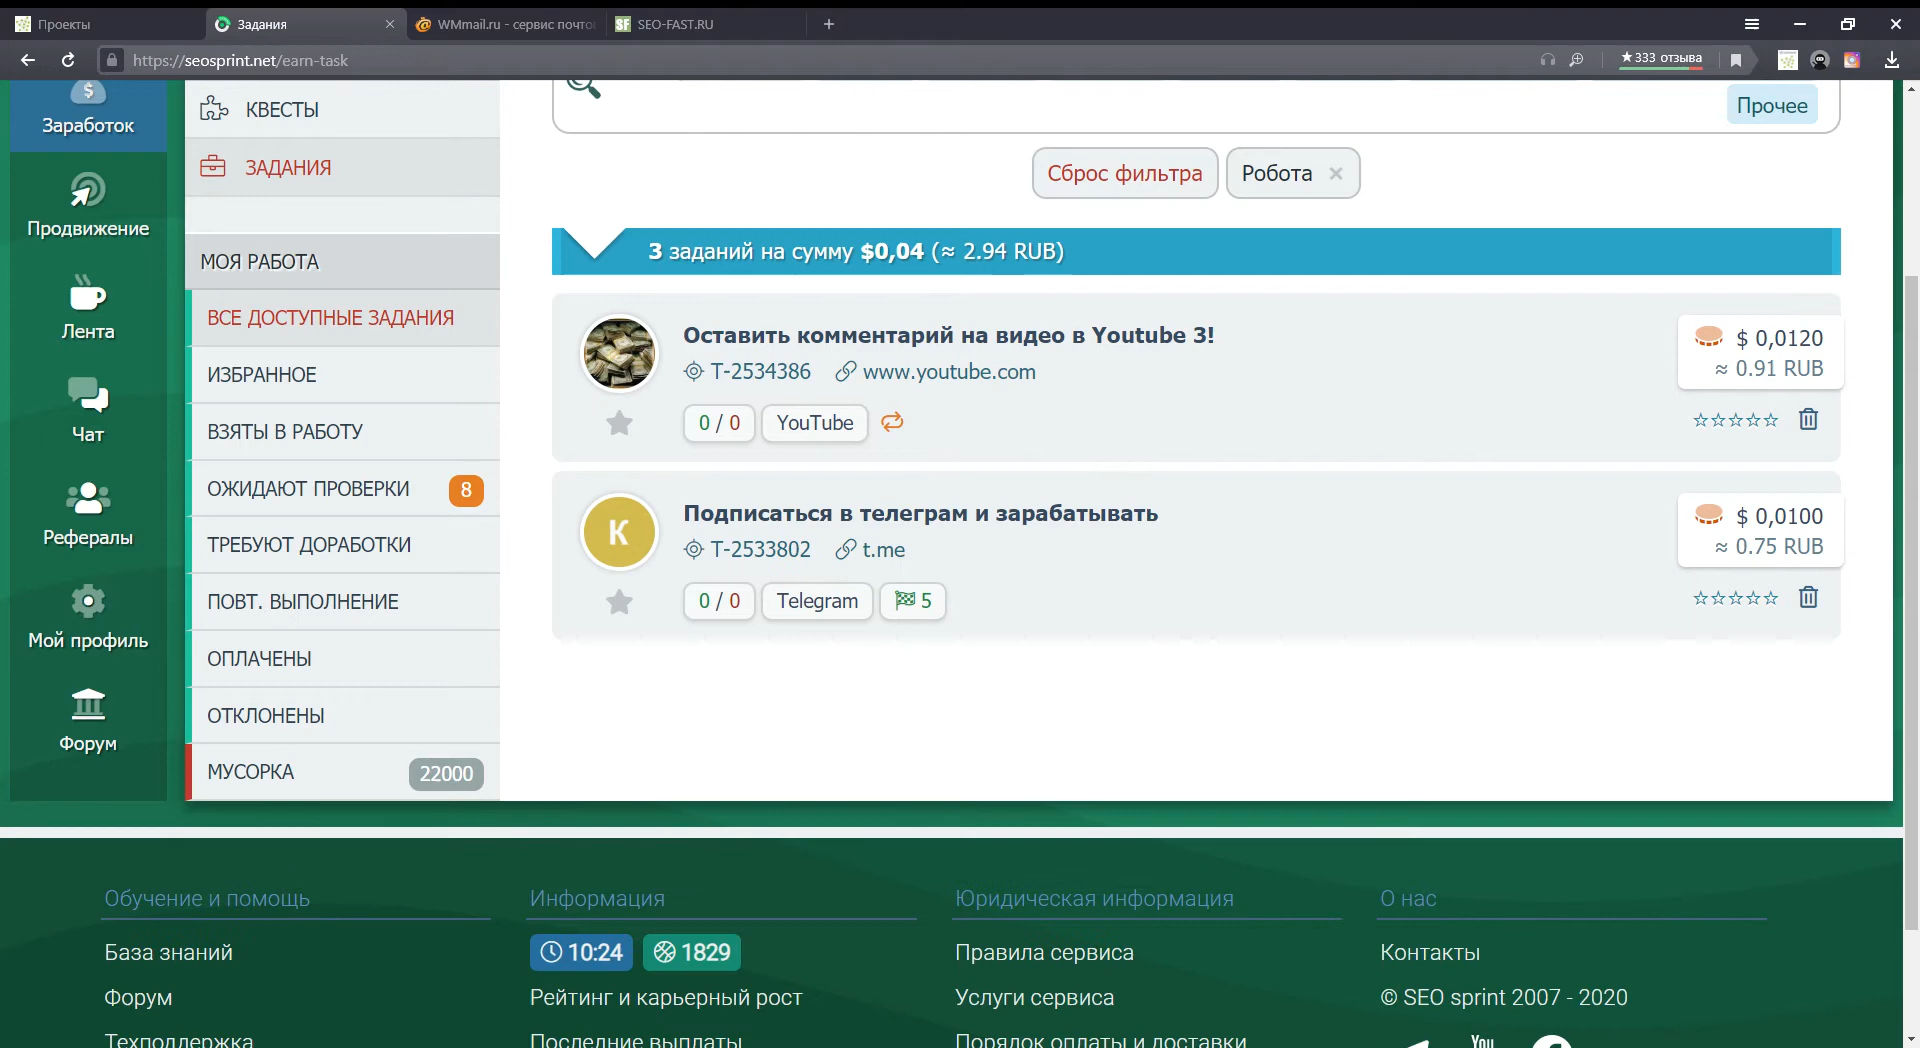 Проекты
Задания
WMmail.ru - сервис почто
SF SEO-FAST.RU
https://seosprint.net/earn-task
★333 отзыва
Заработок
Продвижение
Лента
Чат
Рефералы
Мой профиль
Форум
КВЕСТЫ
ЗАДАНИЯ
МОЯ РАБОТА
ВСЕ ДОСТУПНЫЕ ЗАДАНИЯ
ИЗБРАННОЕ
ВЗЯТЫ В РАБОТУ
ОЖИДАЮТ ПРОВЕРКИ 8
ТРЕБУЮТ ДОРАБОТКИ
ПОВТ. ВЫПОЛНЕНИЕ
ОПЛАЧЕНЫ
ОТКЛОНЕНЫ
МУСОРКА 22000
Прочее
Сброс фильтра
Робота ×
3 заданий на сумму $0,04 (≈ 2.94 RUB)
Оставить комментарий на видео в Youtube 3!
T-2534386 www.youtube.com
0 / 0 YouTube
$ 0,0120
≈ 0.91 RUB
К
Подписаться в телеграм и зарабатывать
T-2533802 t.me
0 / 0 Telegram 5
$ 0,0100
≈ 0.75 RUB
Обучение и помощь
База знаний
Форум
Техподдержка
Информация
10:24 1829
Рейтинг и карьерный рост
Последние выплаты
Юридическая информация
Правила сервиса
Услуги сервиса
Порядок оплаты и доставки
О нас
Контакты
© SEO sprint 2007 - 2020
You